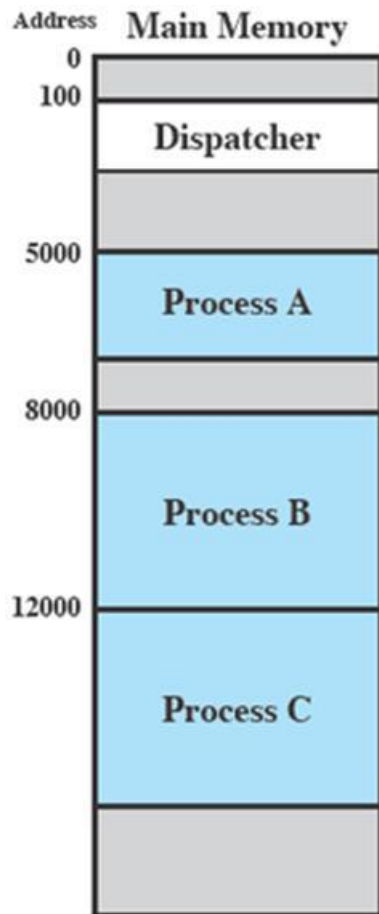 Address Main Memory
0
100
Dispatcher
5000
Process A
8000
Process B
12000
Process C